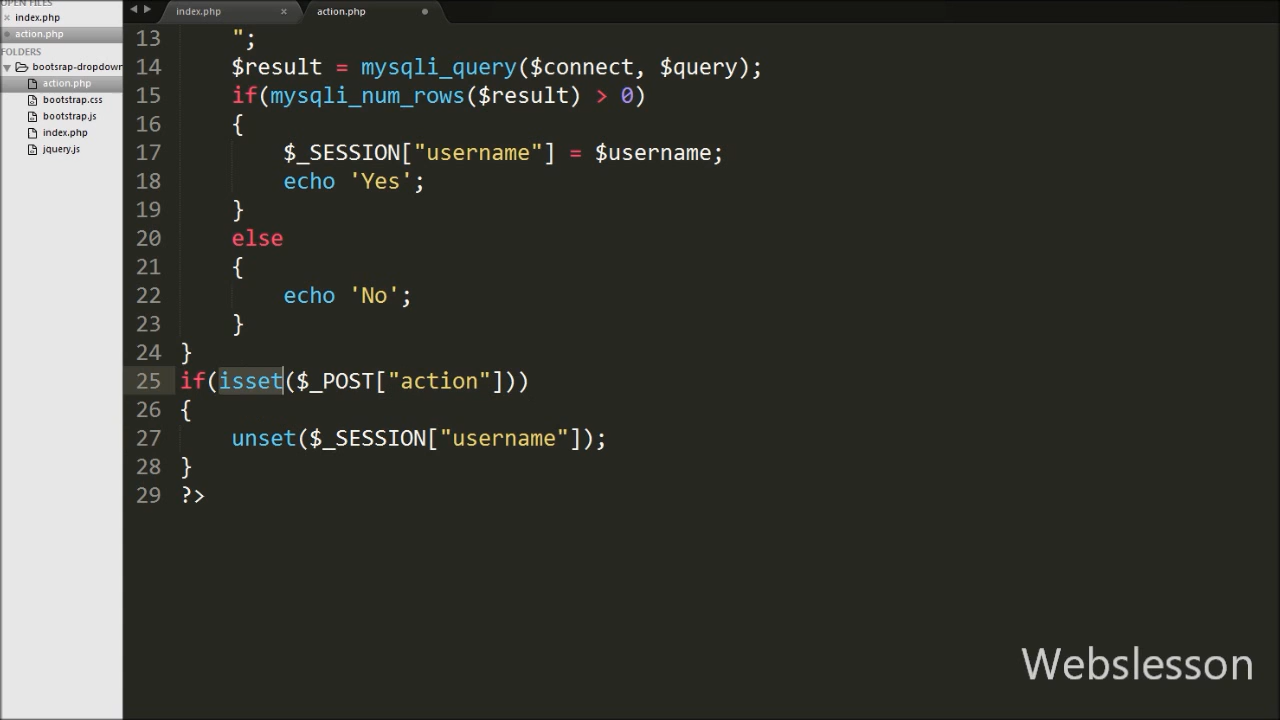 OPEN FILES
index.php
action.php
FOLDERS
bootsrap-dropdown
action.php
bootstrap.css
bootstrap.js
index.php
jquery.js
index.php
action.php
13 ";
14 $result = mysqli_query($connect, $query);
15 if(mysqli_num_rows($result) > 0)
16 {
17 $_SESSION["username"] = $username;
18 echo 'Yes';
19 }
20 else
21 {
22 echo 'No';
23 }
24 }
25 if(isset($_POST["action"]))
26 {
27 unset($_SESSION["username"]);
28 }
29 ?>
Webslesson